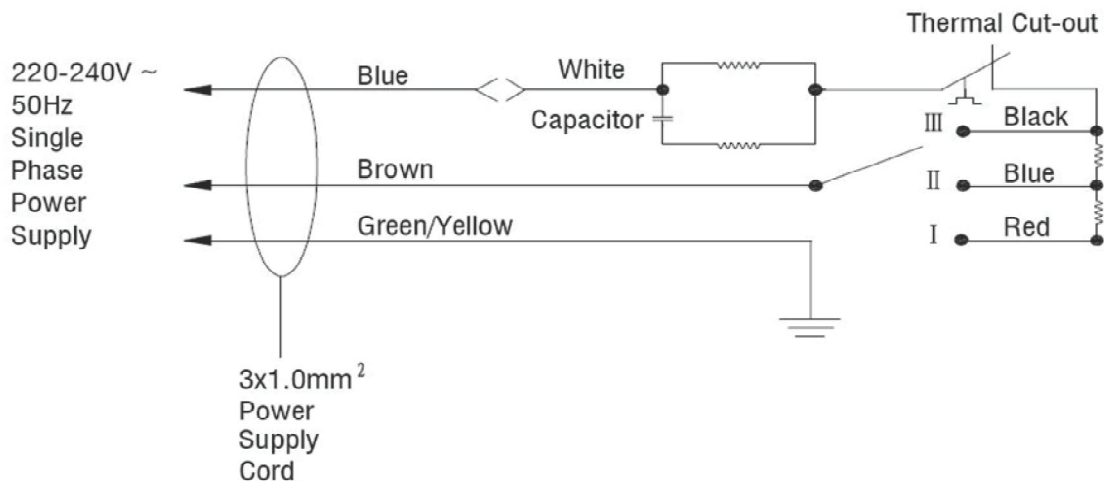 Thermal Cut-out
220-240V ~
50Hz
Single
Phase
Power
Supply
Blue
White
Capacitor
Ⅲ
Black
Brown
Ⅱ
Blue
Green/Yellow
Ⅰ
Red
3x1.0mm²
Power
Supply
Cord